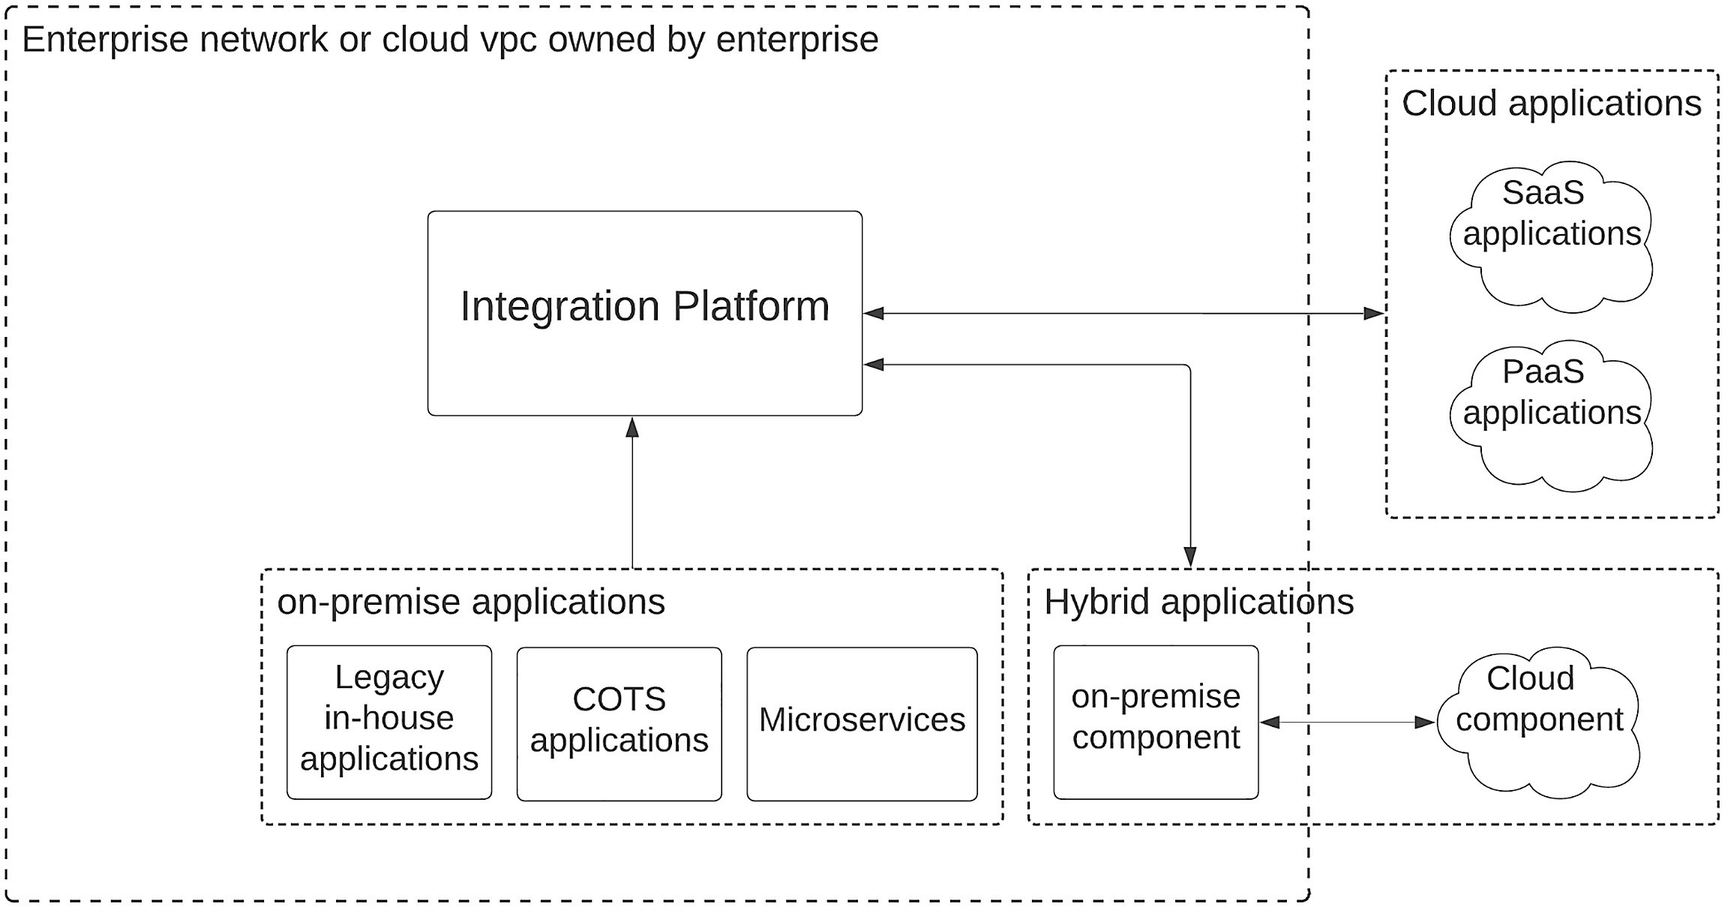 Enterprise network or cloud vpc owned by enterprise
Cloud applications
SaaS
applications
PaaS
applications
Integration Platform
on-premise applications
Legacy
in-house
applications
COTS
applications
Microservices
Hybrid applications
on-premise
component
Cloud
component